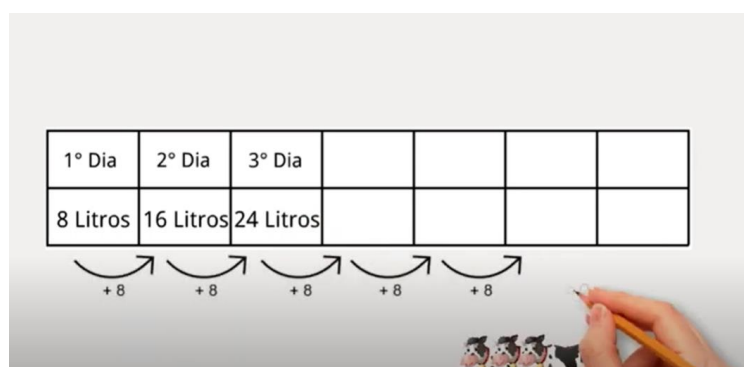 1° Dia 2° Dia 3° Dia
8 Litros 16 Litros 24 Litros
+ 8 + 8 + 8 + 8 + 8